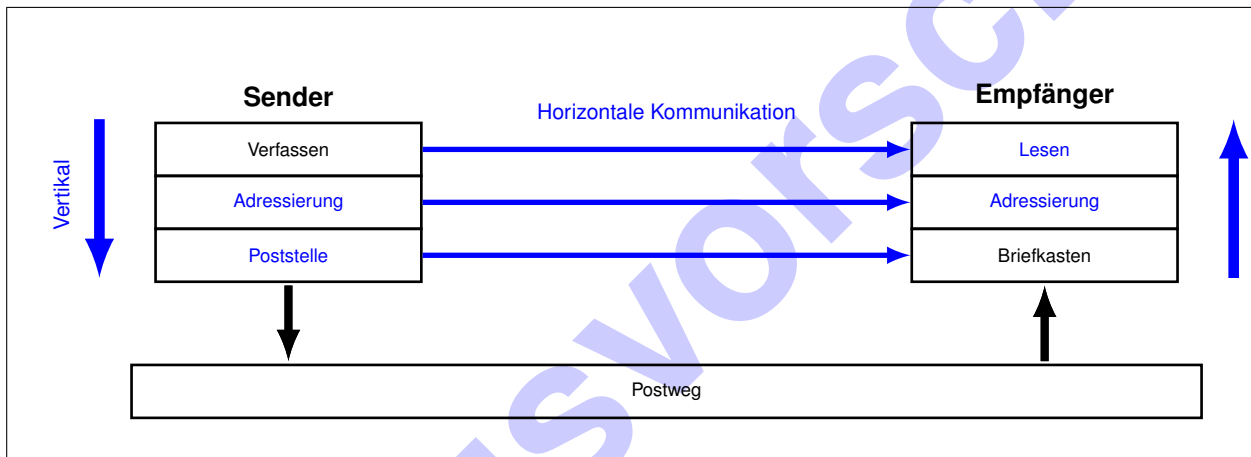 Sender
Horizontale Kommunikation
Empfänger
Vertikal
Verfassen
Lesen
Adressierung
Adressierung
Poststelle
Briefkasten
Postweg